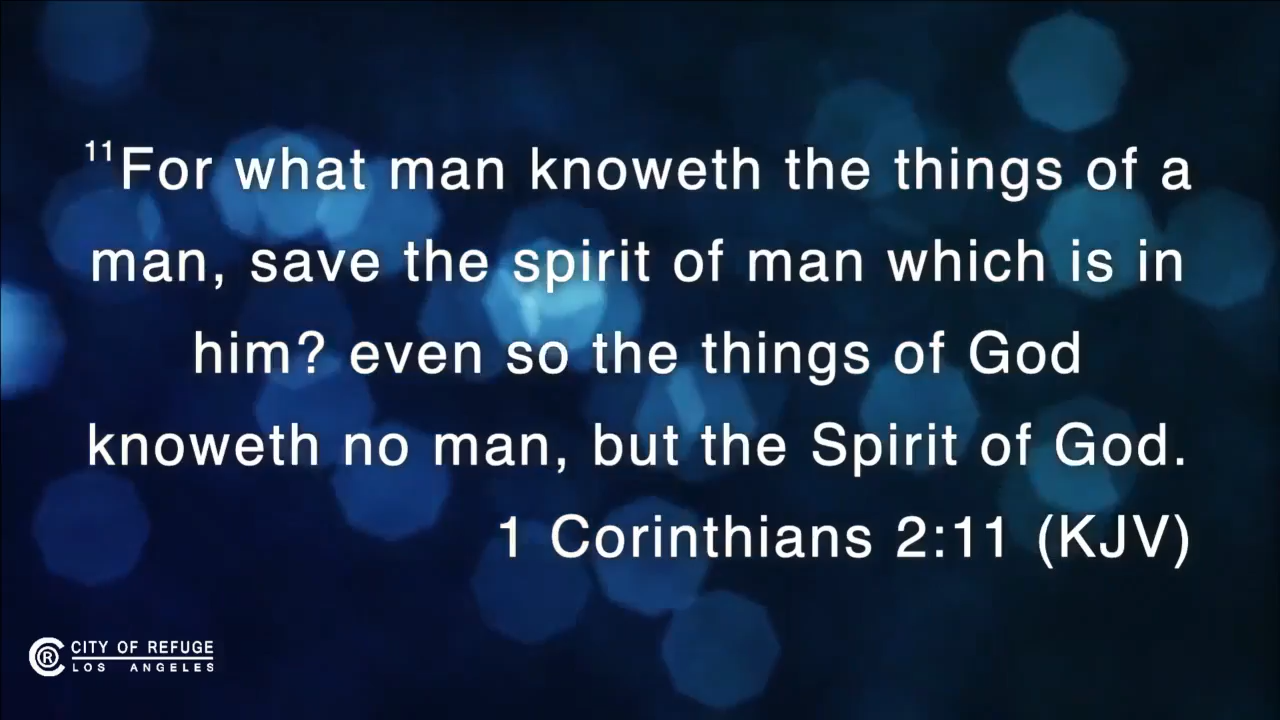 11For what man knoweth the things of a
man, save the spirit of man which is in
him? even so the things of God
knoweth no man, but the Spirit of God.
1 Corinthians 2:11 (KJV)
CR CITY OF REFUGE
LOS ANGELES